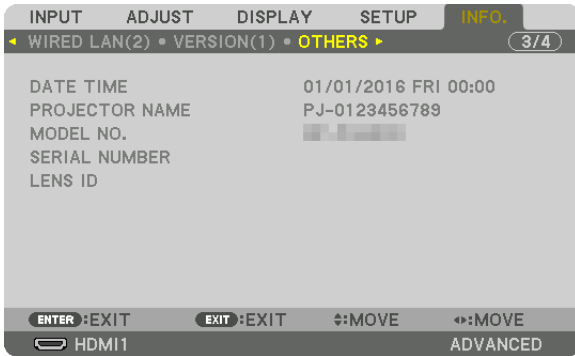 INPUT ADJUST DISPLAY SETUP INFO.
WIRED LAN(2) • VERSION(1) • OTHERS 3/4
DATE TIME 01/01/2016 FRI 00:00
PROJECTOR NAME PJ-0123456789
MODEL NO.
SERIAL NUMBER
LENS ID
ENTER :EXIT EXIT :EXIT :MOVE :MOVE
HDMI1 ADVANCED